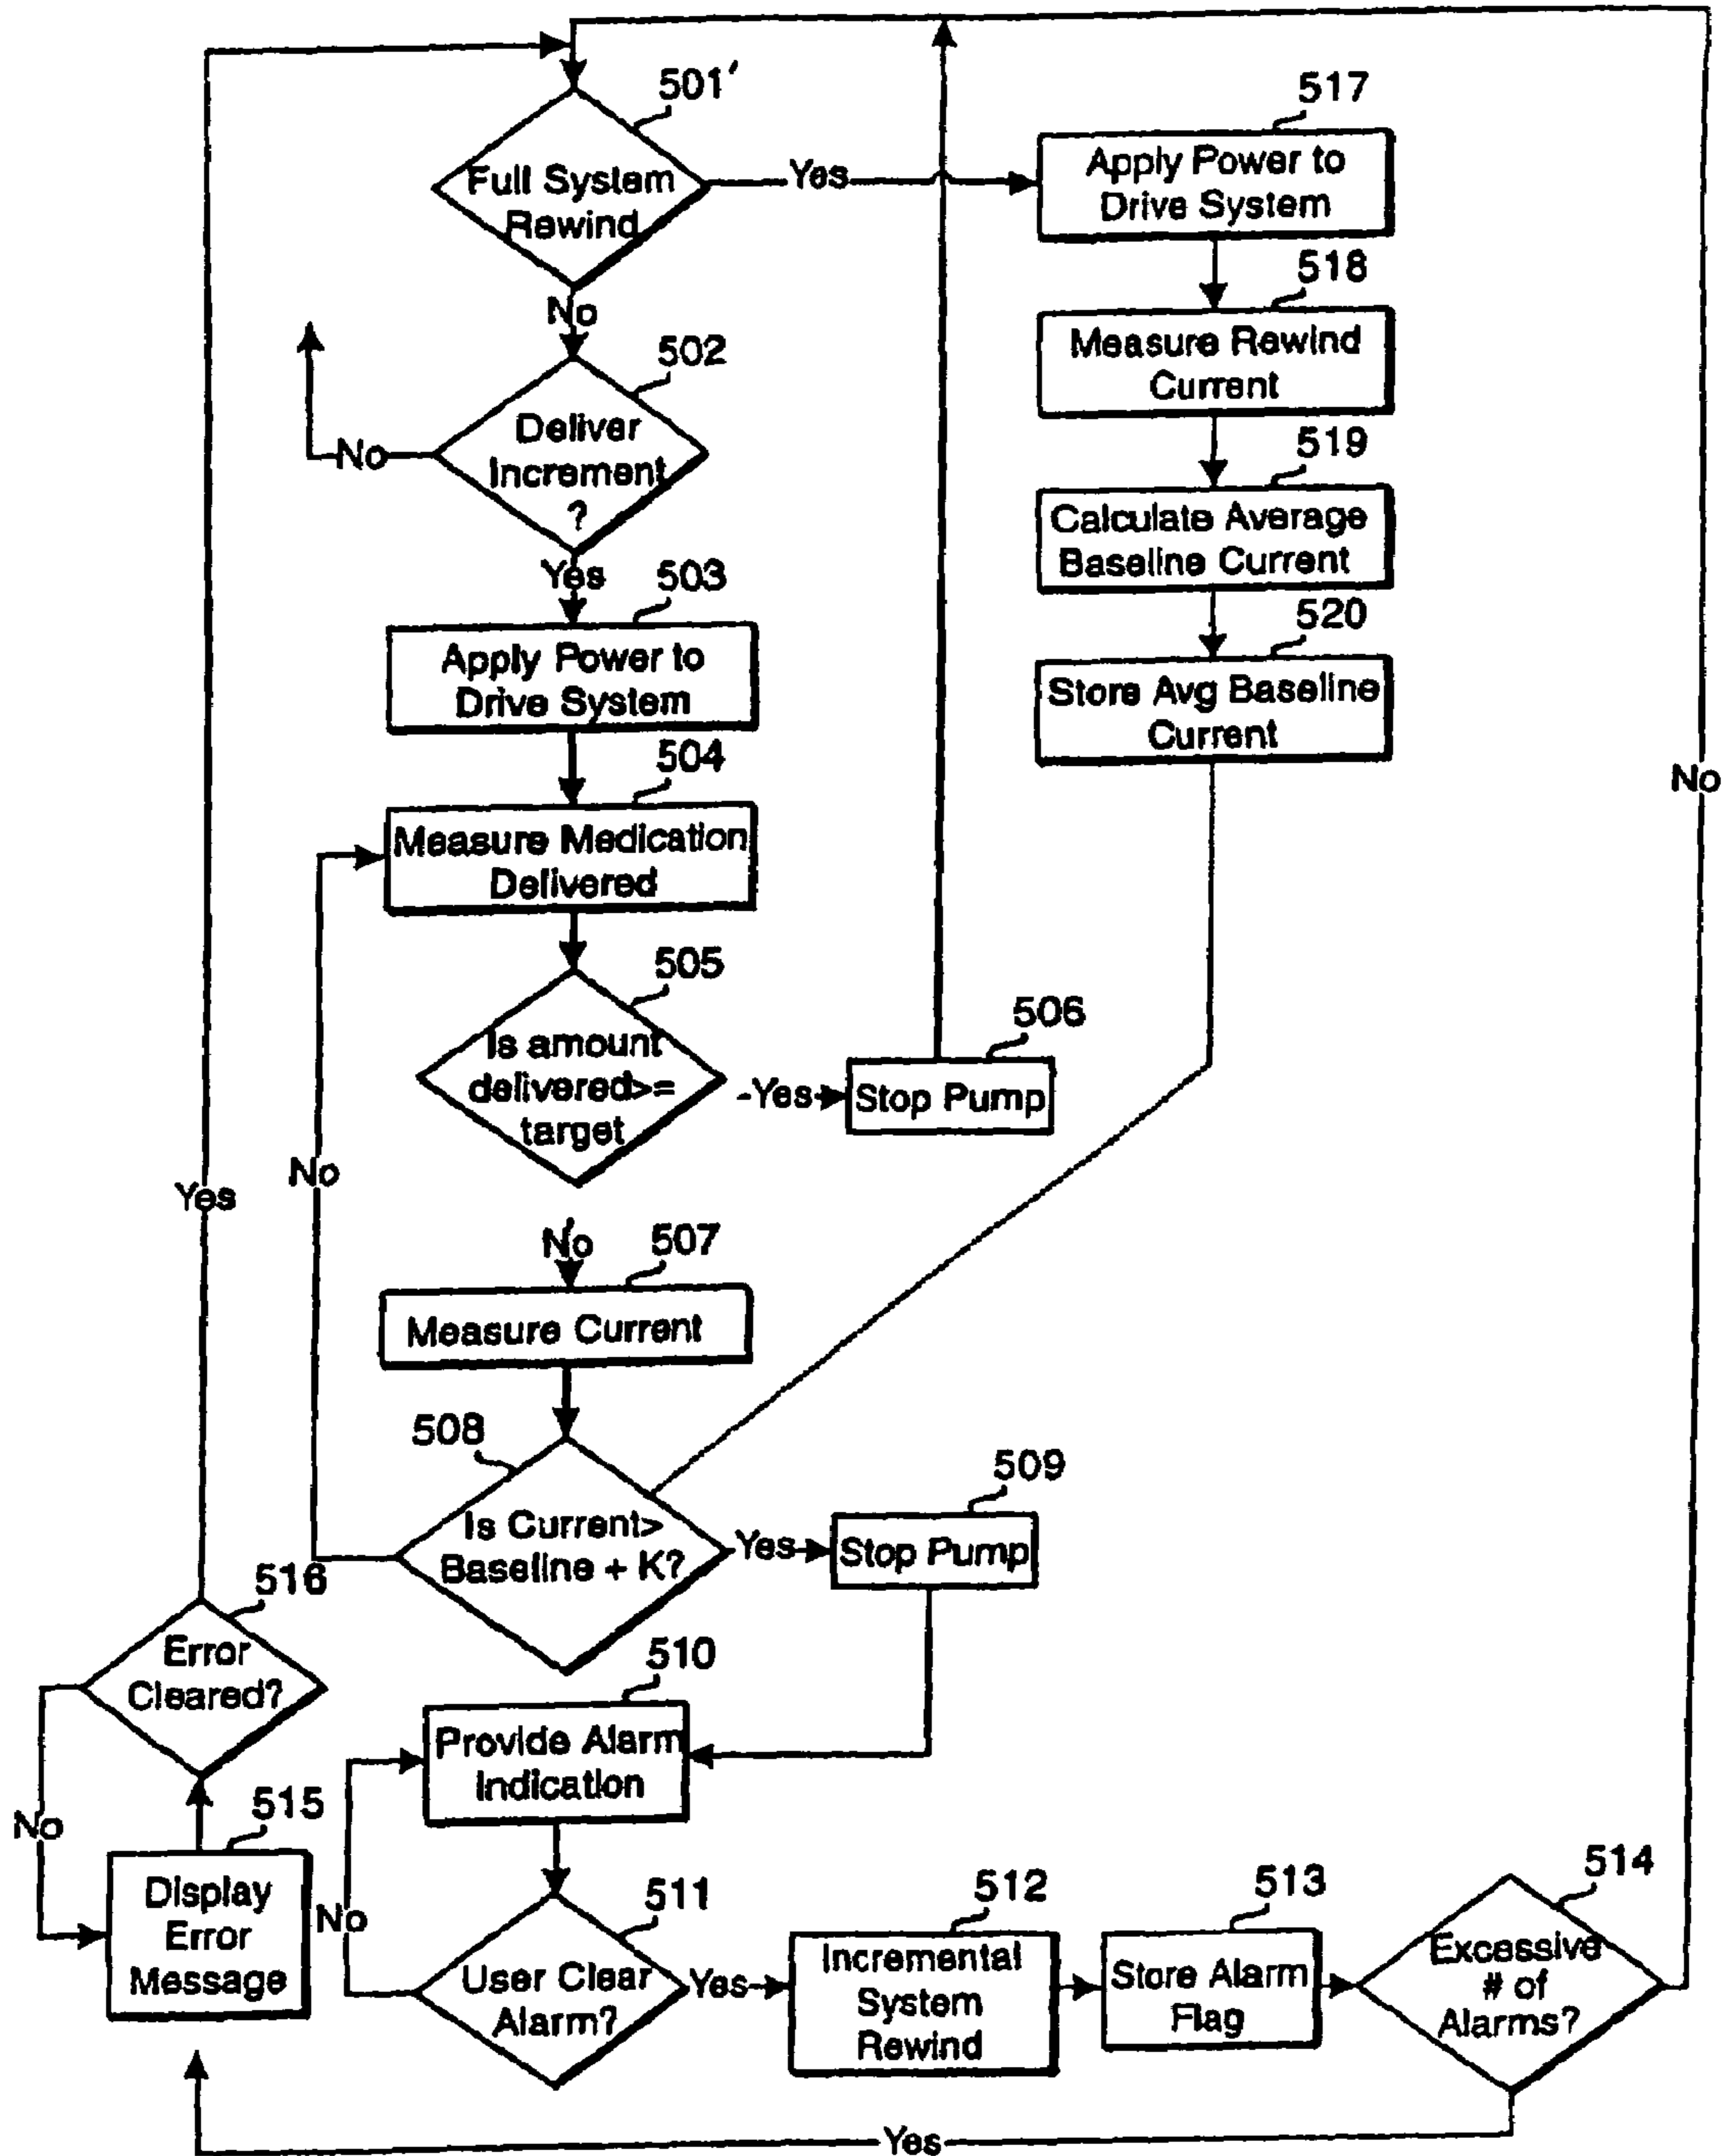 501'
Full System
Rewind
Yes
517
Apply Power to
Drive System
No
518
Measure Rewind
Current
502
Deliver
Increment
?
No
519
Calculate Average
Baseline Current
Yes
503
Apply Power to
Drive System
520
Store Avg Baseline
Current
No
504
Measure Medication
Delivered
505
Is amount
delivered>=
target
Yes
506
Stop Pump
No
Yes
No
507
Measure Current
508
Is Current>
Baseline + K?
Yes
509
Stop Pump
516
Error
Cleared?
510
Provide Alarm
Indication
No
515
Display
Error
Message
No
511
User Clear
Alarm?
Yes
512
Incremental
System
Rewind
513
Store Alarm
Flag
514
Excessive
# of
Alarms?
Yes